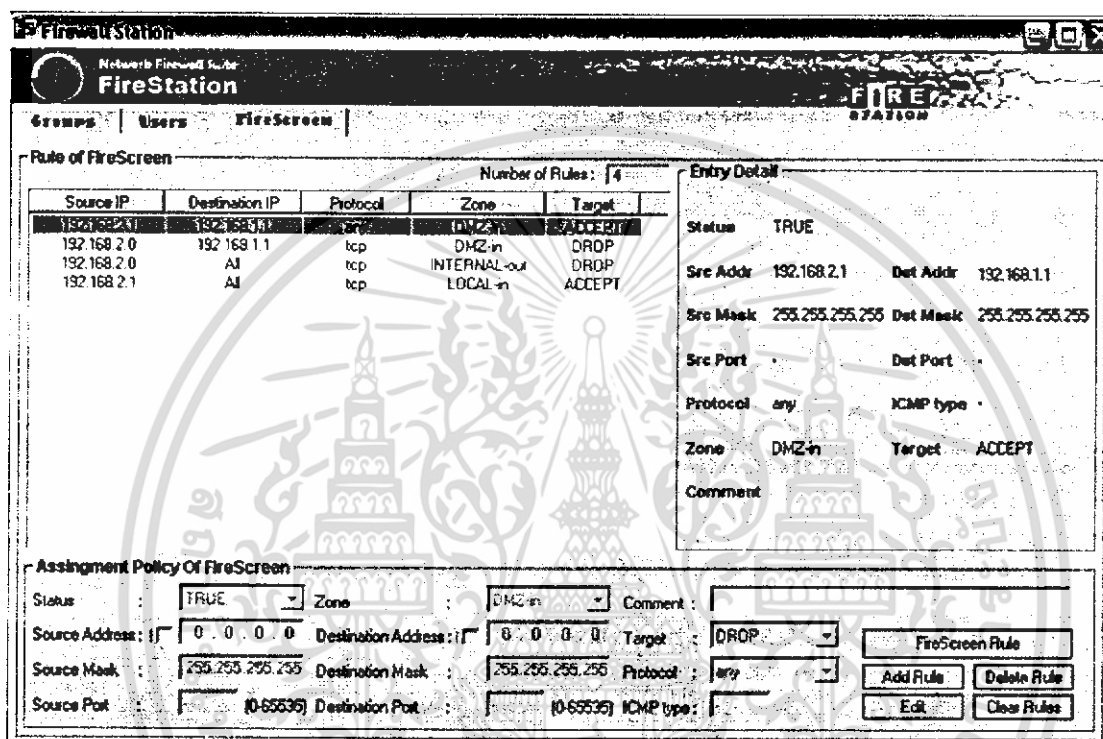 Firewall Station
Network Firewall Suite
FireStation
FIRE
STATION
Groups Users FireScreen
Rule of FireScreen
Number of Rules: 4
Source IP Destination IP Protocol Zone Target
192.168.2.1 192.168.1.1 any DMZ-in ACCEPT
192.168.2.0 192.168.1.1 tcp DMZ-in DROP
192.168.2.0 All tcp INTERNAL-out DROP
192.168.2.1 All tcp LOCAL-in ACCEPT
Entry Detail
Status TRUE
Src Addr 192.168.2.1 Dst Addr 192.168.1.1
Src Mask 255.255.255.255 Dst Mask 255.255.255.255
Src Port - Dst Port -
Protocol any ICMP type -
Zone DMZ-in Target ACCEPT
Comment
Assingment Policy Of FireScreen
Status : TRUE Zone : DMZ-in Comment :
Source Address : ! 0 . 0 . 0 . 0 Destination Address : ! 0 . 0 . 0 . 0 Target : DROP FireScreen Rule
Source Mask : 255.255.255.255 Destination Mask : 255.255.255.255 Protocol : any Add Rule Delete Rule
Source Port : - (0-65535) Destination Port : - (0-65535) ICMP type : - Edit Clear Rules